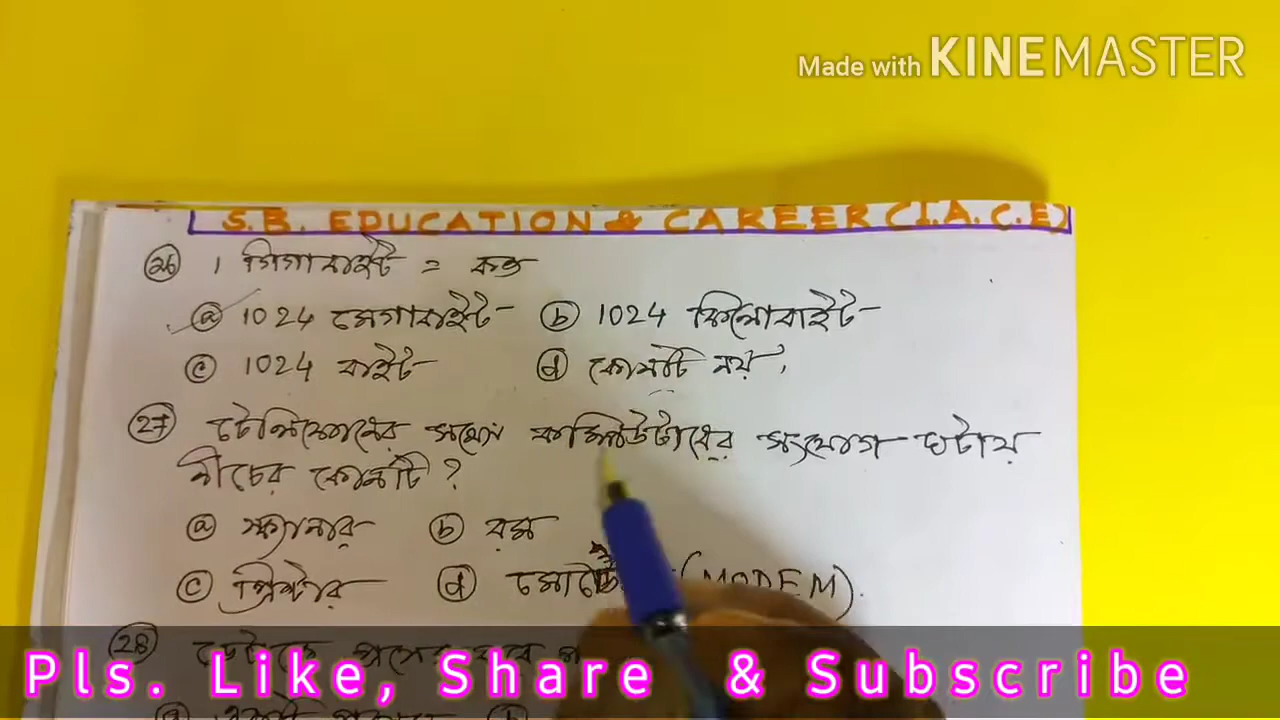 Made with KINEMASTER
S.B. EDUCATION & CAREER (I.A.C.E)
26 1 গিগাবাইট = কত
a 1024 মেগাবাইট b 1024 কিলোবাইট
c 1024 বাইট d কোনটি নয়।
27 টেলিফোনের সঙ্গে কম্পিউটারের সংযোগ ঘটায়
নীচের কোনটি ?
a স্ক্যানার b রম
c প্রিন্টার d (MODEM).
28
Pls. Like, Share & Subscribe